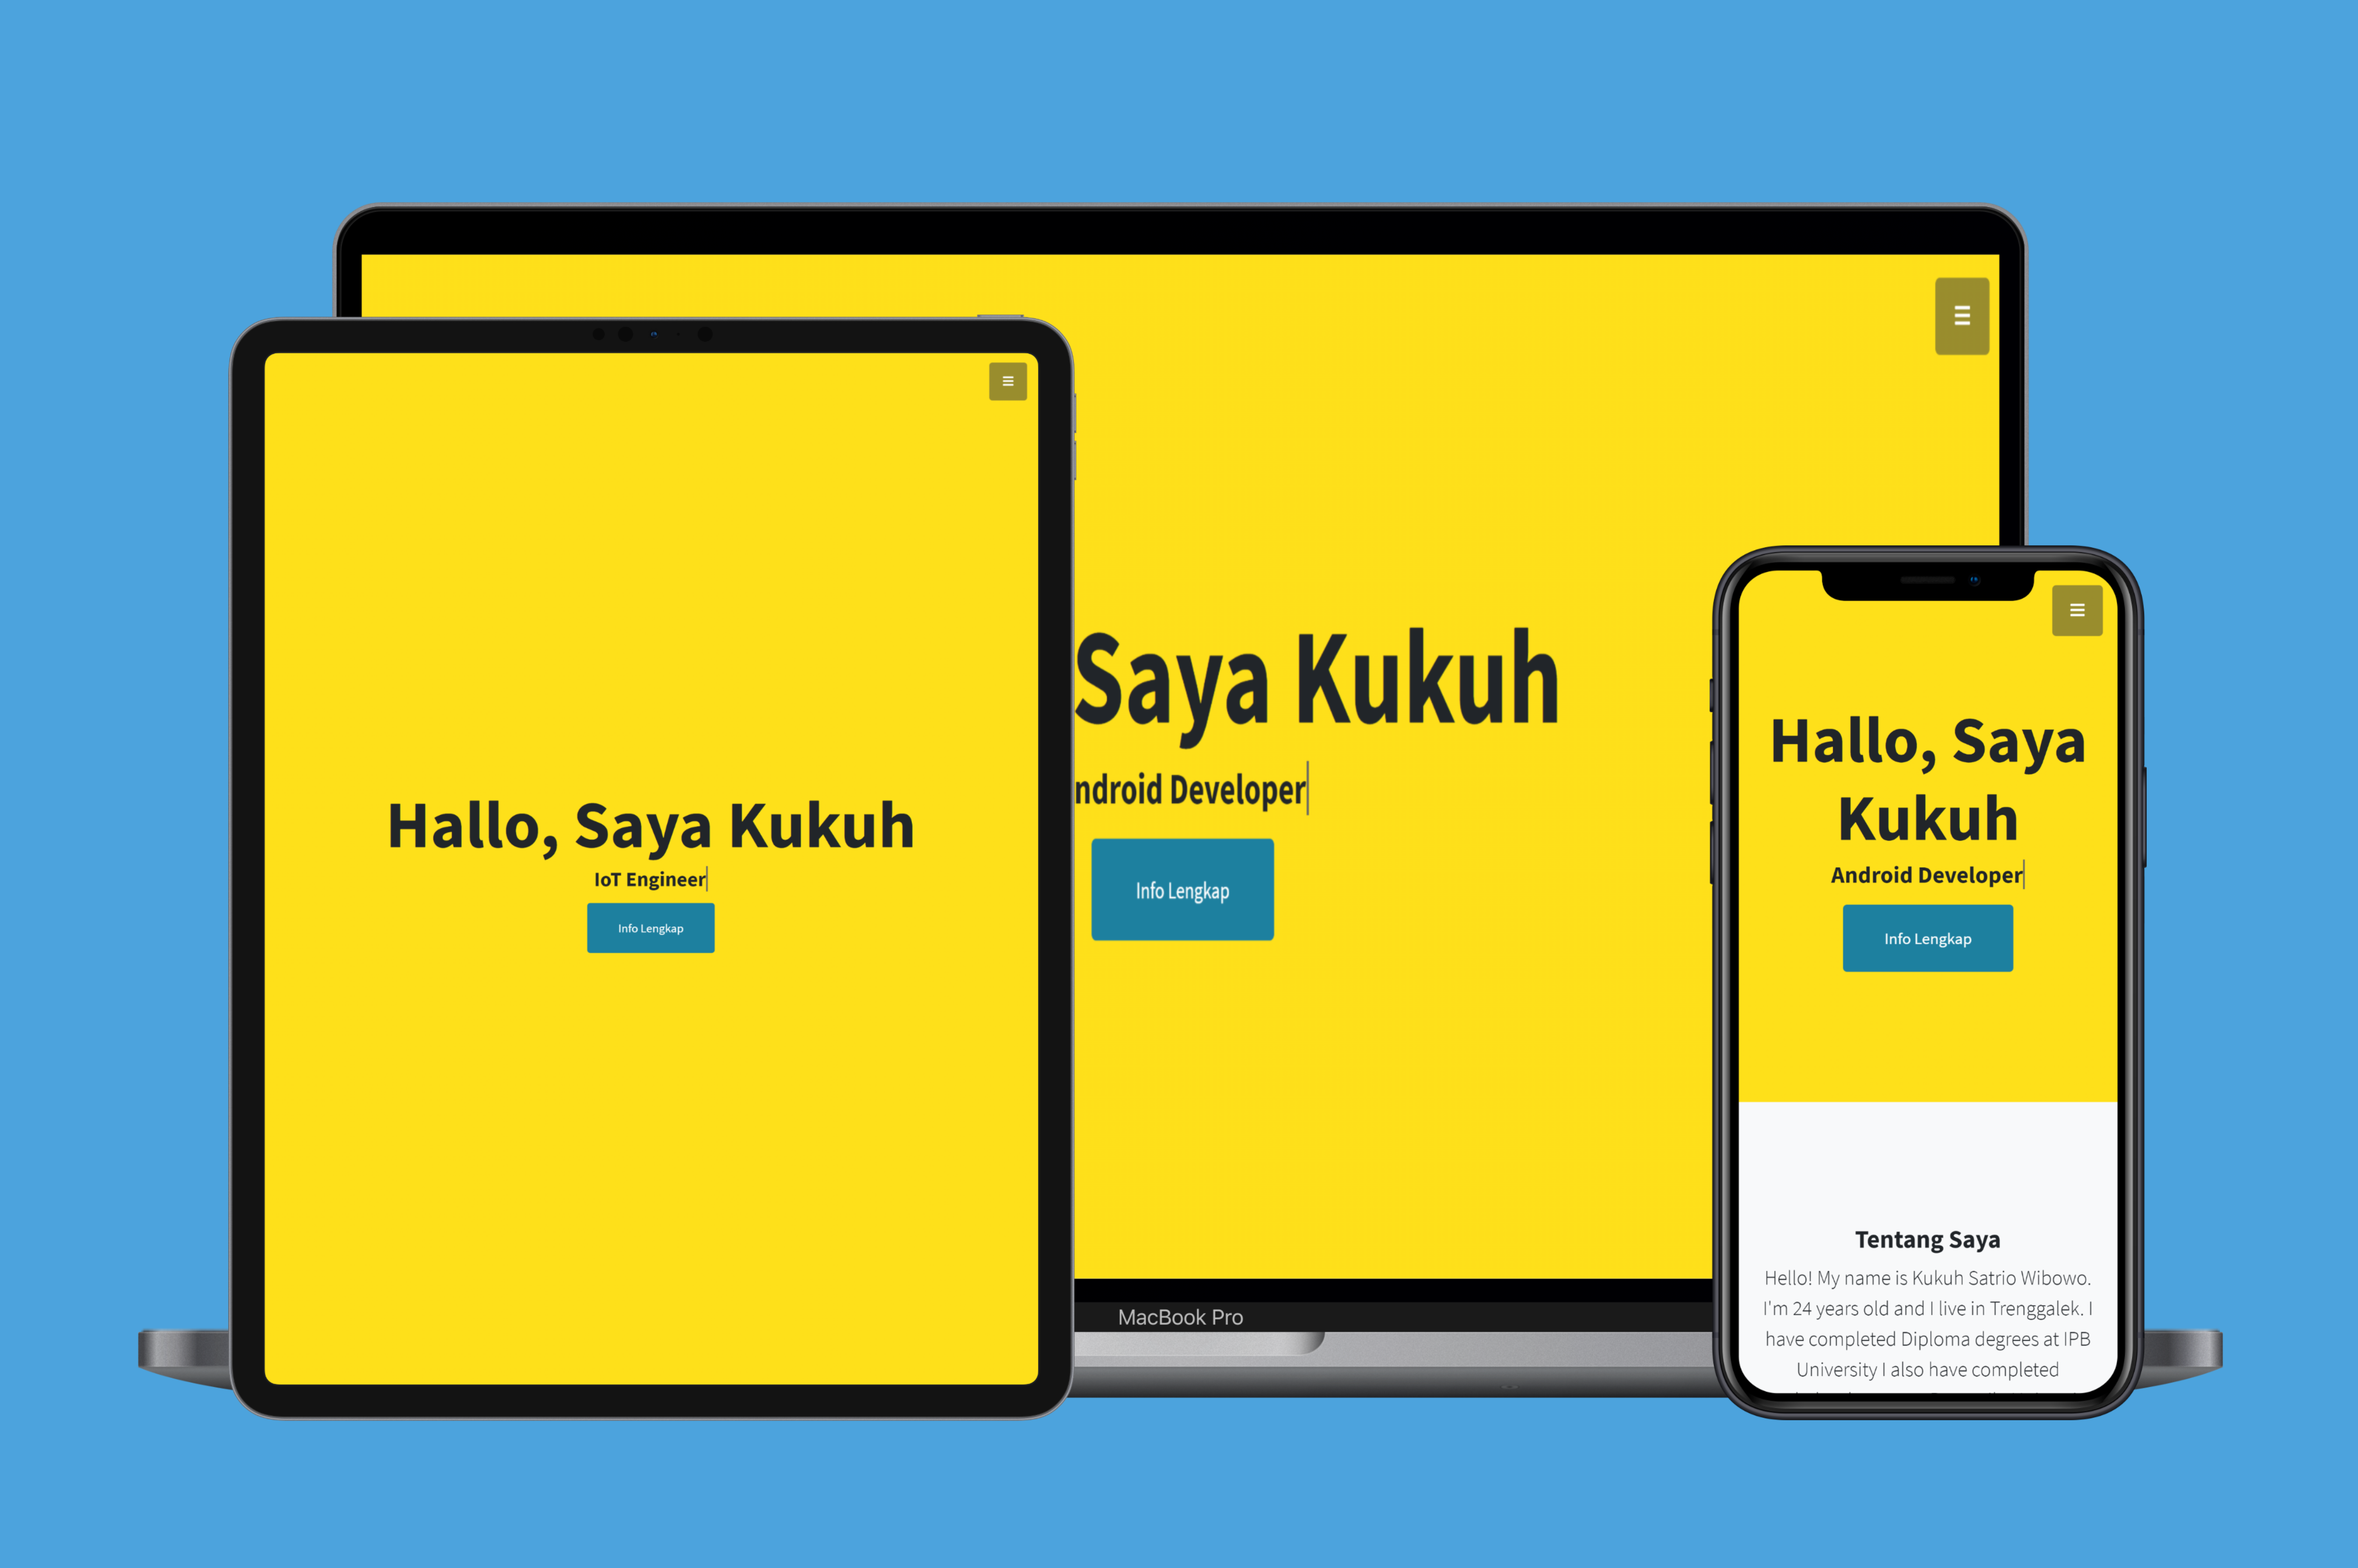 Hallo, Saya Kukuh
IoT Engineer
Info Lengkap
Saya Kukuh
ndroid Developer
Info Lengkap
MacBook Pro
Hallo, Saya
Kukuh
Android Developer
Info Lengkap
Tentang Saya
Hello! My name is Kukuh Satrio Wibowo.
I'm 24 years old and I live in Trenggalek. I
have completed Diploma degrees at IPB
University I also have completed